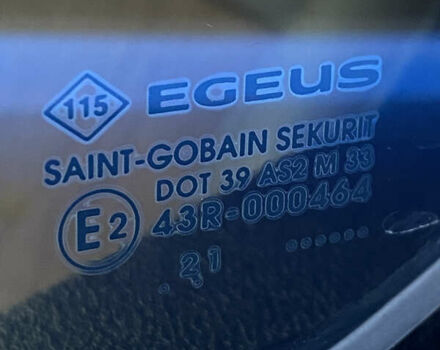 115 EGEUS
SAINT-GOBAIN SEKURIT
DOT 39 AS2 M 33
E2 43R-000464
. 21 ......